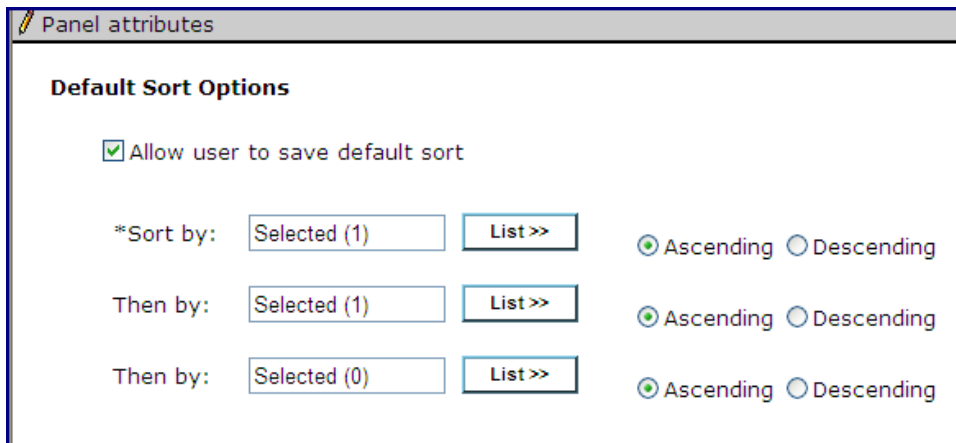 Panel attributes
Default Sort Options
Allow user to save default sort
*Sort by: Selected (1) List >> Ascending Descending
Then by: Selected (1) List >> Ascending Descending
Then by: Selected (0) List >> Ascending Descending